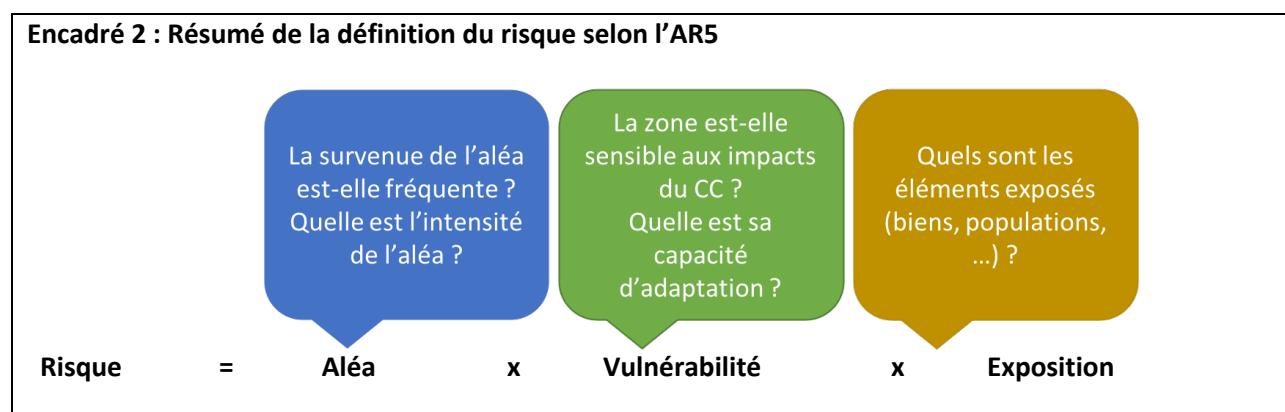 Encadré 2 : Résumé de la définition du risque selon l’AR5
La survenue de l’aléa
est-elle fréquente ?
Quelle est l’intensité
de l’aléa ?
La zone est-elle
sensible aux impacts
du CC ?
Quelle est sa
capacité
d’adaptation ?
Quels sont les
éléments exposés
(biens, populations,
...) ?
Risque = Aléa x Vulnérabilité x Exposition